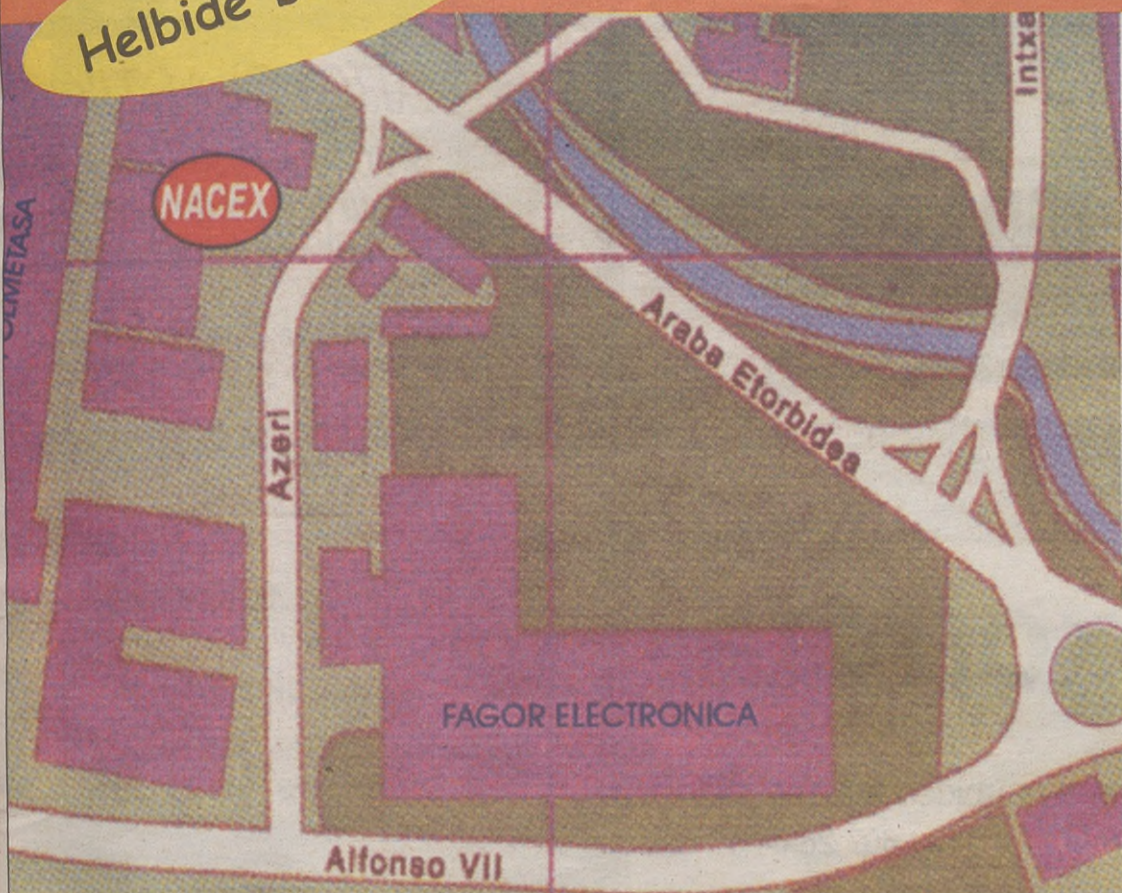 Helbide
Intxa
NACEX
OLMETASA
Araba Etorbidea
Azeri
FAGOR ELECTRONICA
Alfonso VII